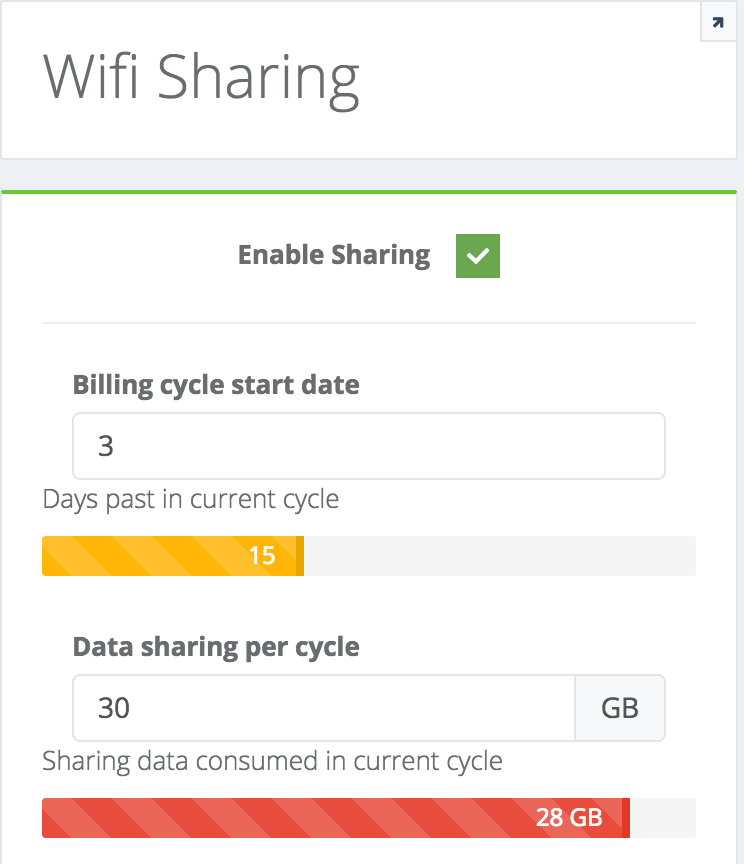 Wifi Sharing
Enable Sharing
Billing cycle start date
3
Days past in current cycle
15
Data sharing per cycle
30 GB
Sharing data consumed in current cycle
28 GB